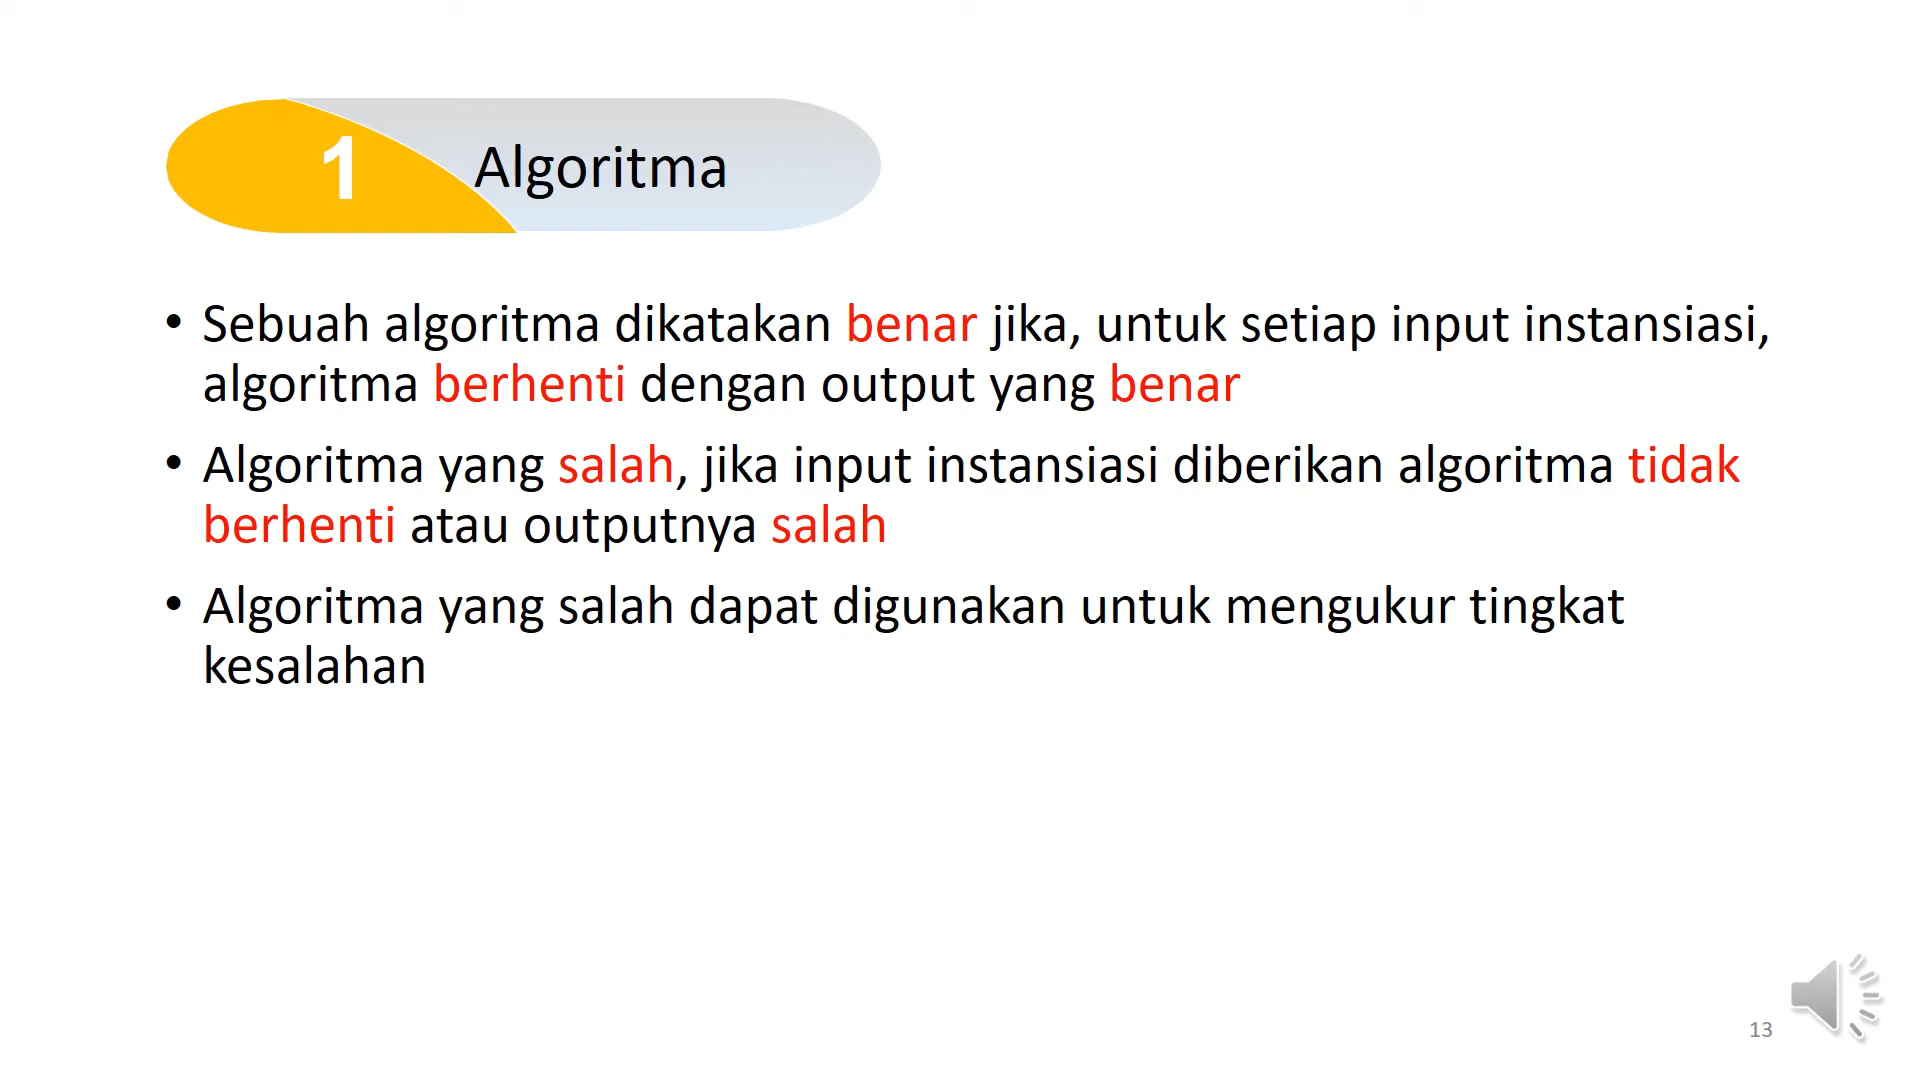 1 Algoritma
• Sebuah algoritma dikatakan benar jika, untuk setiap input instansiasi,
algoritma berhenti dengan output yang benar
• Algoritma yang salah, jika input instansiasi diberikan algoritma tidak
berhenti atau outputnya salah
• Algoritma yang salah dapat digunakan untuk mengukur tingkat
kesalahan
13